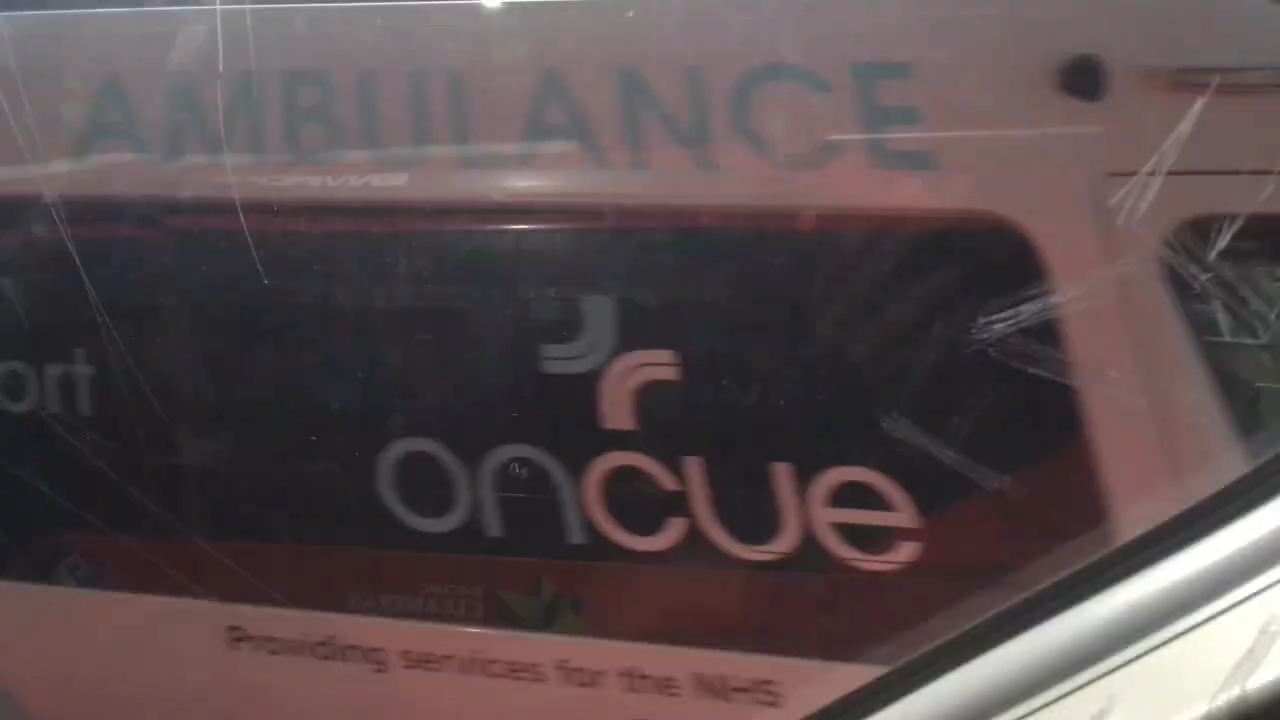 AMBULANCE
ort
oncue
Providing services for the NHS